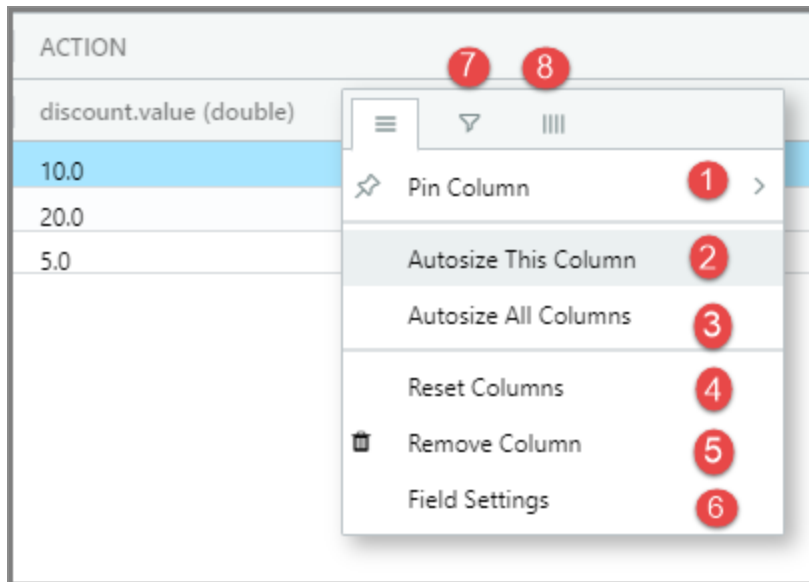 ACTION
7 8
discount.value (double)
10.0
Pin Column 1
20.0
5.0
Autosize This Column 2
Autosize All Columns 3
Reset Columns 4
Remove Column 5
Field Settings 6